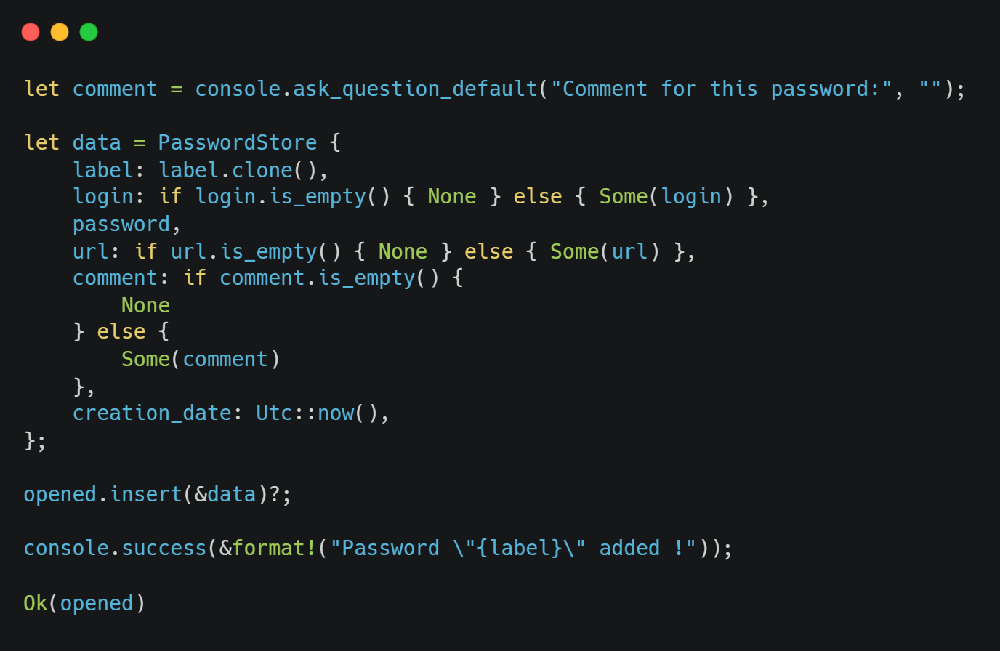 let comment = console.ask_question_default("Comment for this password:", "");
let data = PasswordStore {
    label: label.clone(),
    login: if login.is_empty() { None } else { Some(login) },
    password,
    url: if url.is_empty() { None } else { Some(url) },
    comment: if comment.is_empty() {
        None
    } else {
        Some(comment)
    },
    creation_date: Utc::now(),
};
opened.insert(&data)?;
console.success(&format!("Password \"{label}\" added !"));
Ok(opened)